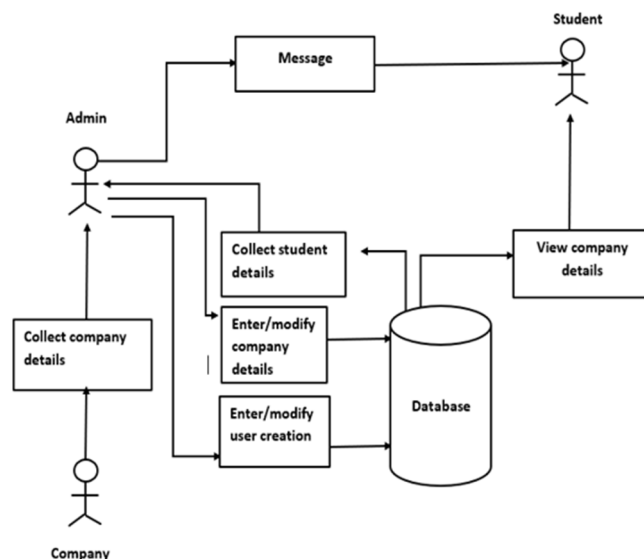 Student
Message
Admin
Collect student
details
View company
details
Enter/modify
company
details
Collect company
details
Database
Enter/modify
user creation
Company